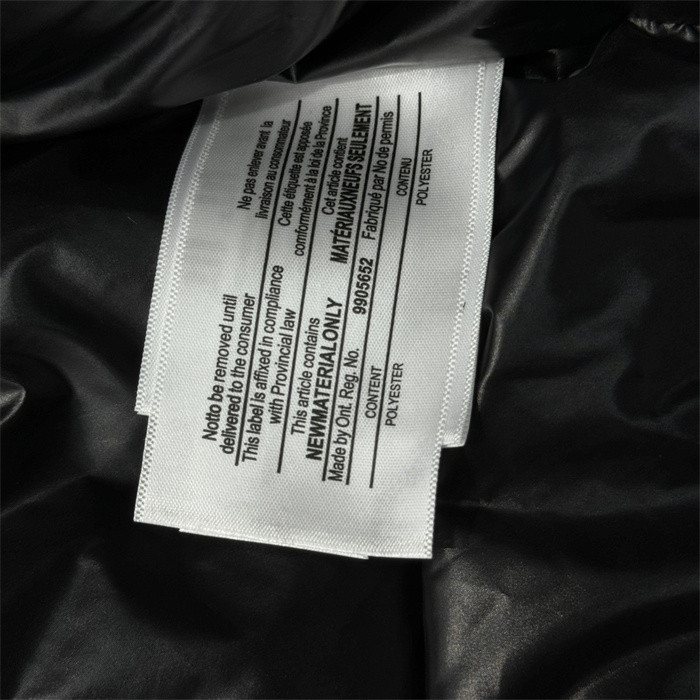 Notto be removed until
delivered to the consumer
This label is affixed in compliance
with Provincial law
This article contains
NEWMATERIALONLY
Made by Ont. Reg. No. 9905652
CONTENT
POLYESTER
Ne pas enlever avant la
livraison au consommateur
Cette étiquette est apposée
conformément à la loi de la Province
Cet article contient
MATÉRIAUXNEUFS SEULEMENT
Fabriqué par No de permis
CONTENU
POLYESTER